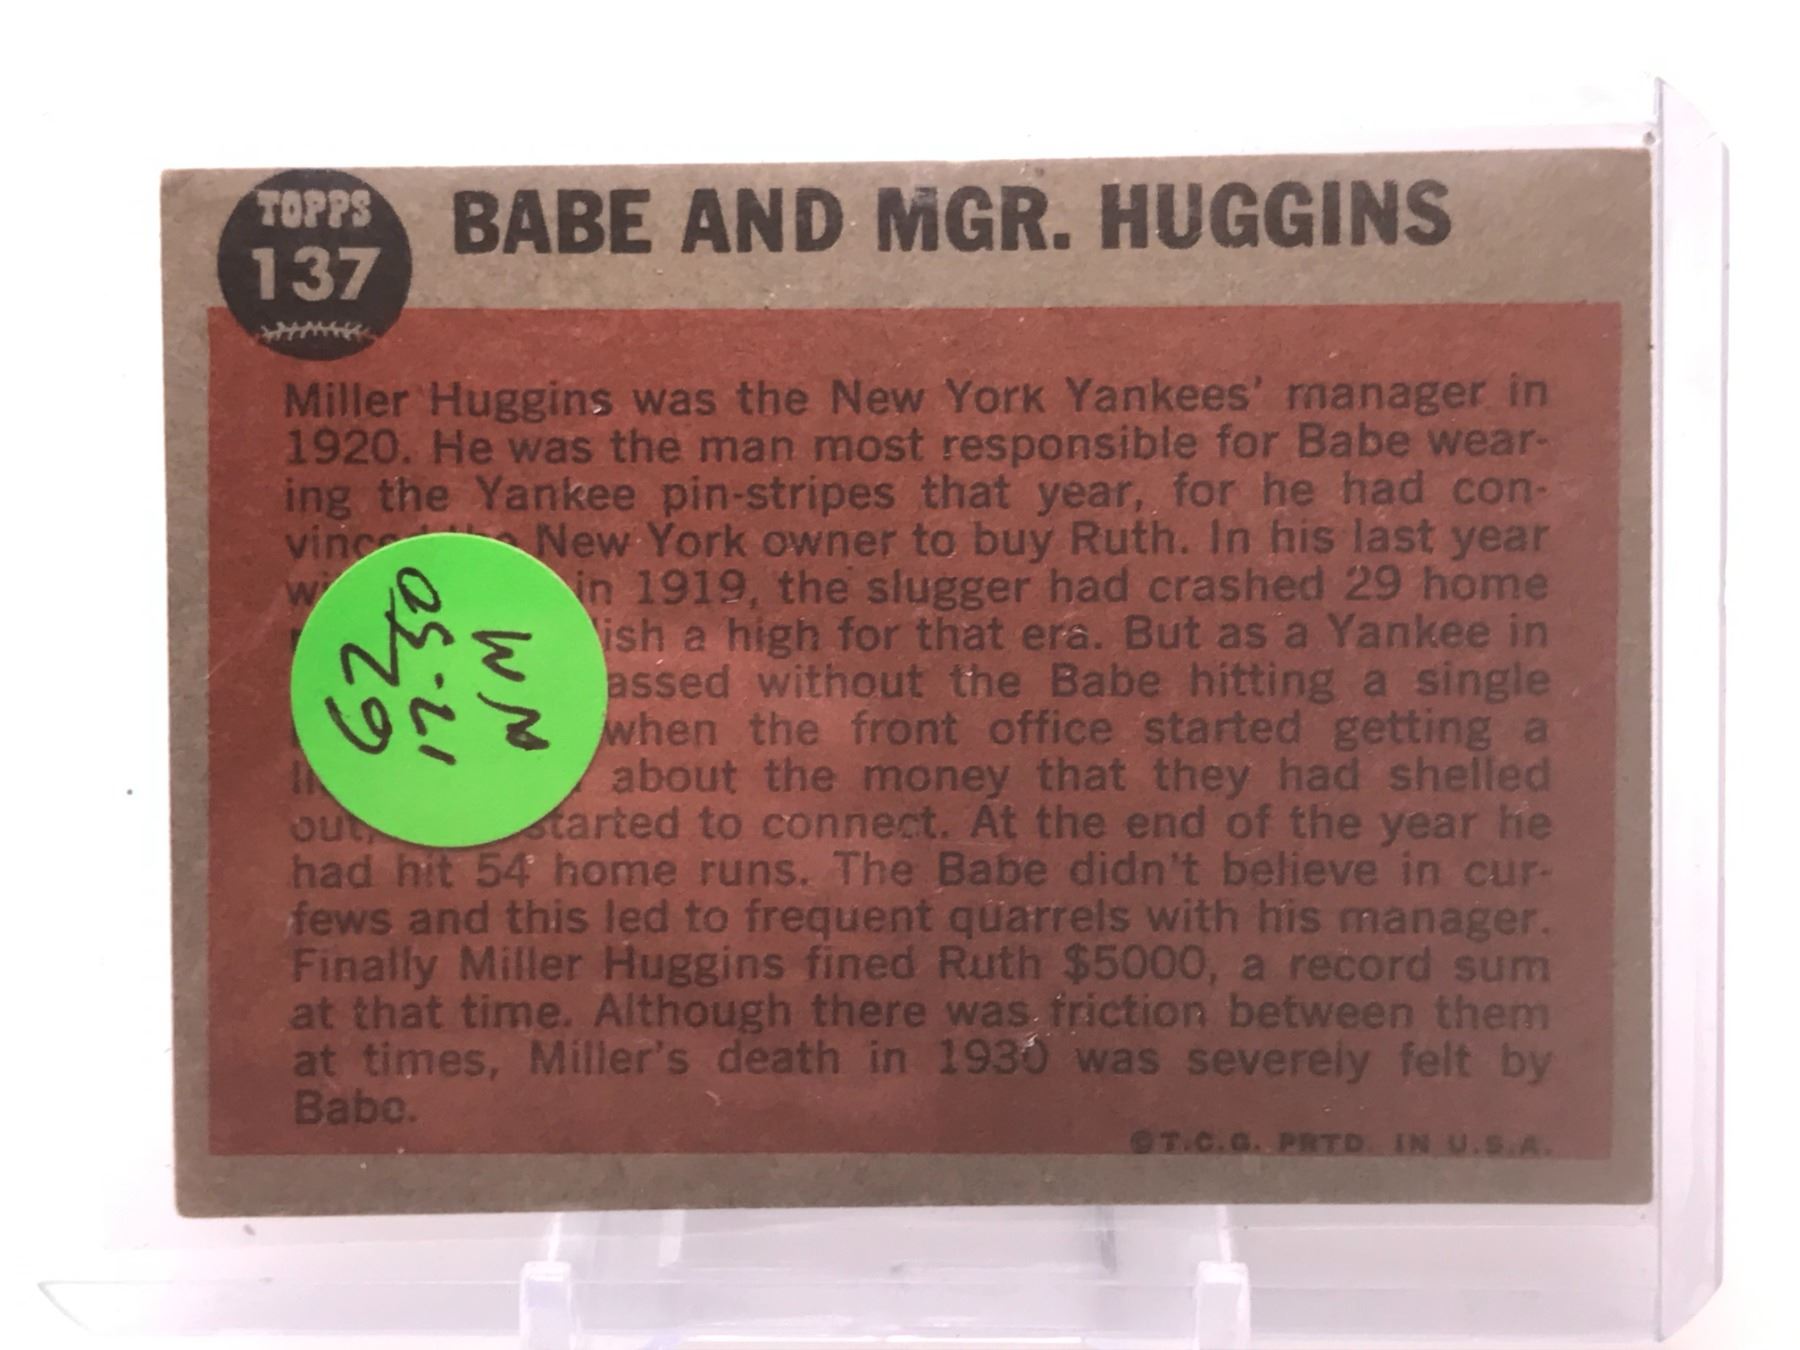 TOPPS
137
BABE AND MGR. HUGGINS
Miller Huggins was the New York Yankees' manager in
1920. He was the man most responsible for Babe wear-
ing the Yankee pin-stripes that year, for he had con-
New York owner to buy Ruth. In his last year
in 1919, the slugger had crashed 29 home
ish a high for that era. But as a Yankee in
assed without the Babe hitting a single
when the front office started getting a
about the money that they had shelled
out, started to connect. At the end of the year he
had hit 54 home runs. The Babe didn't believe in cur-
fews and this led to frequent quarrels with his manager.
Finally Miller Huggins fined Ruth $5000, a record sum
at that time. Although there was friction between them
at times, Miller's death in 1930 was severely felt by
Babe.
©T.C.G. PRTD. IN U.S.A.
62
12.50
N/M